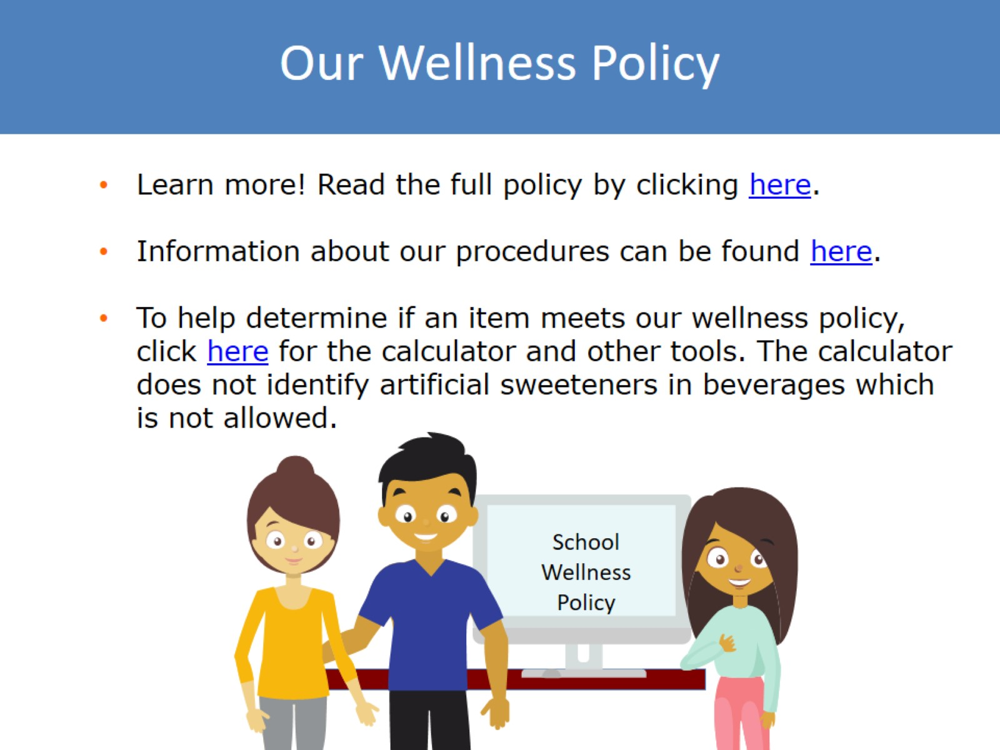 Our Wellness Policy
• Learn more! Read the full policy by clicking here.
• Information about our procedures can be found here.
• To help determine if an item meets our wellness policy,
click here for the calculator and other tools. The calculator
does not identify artificial sweeteners in beverages which
is not allowed.
School
Wellness
Policy